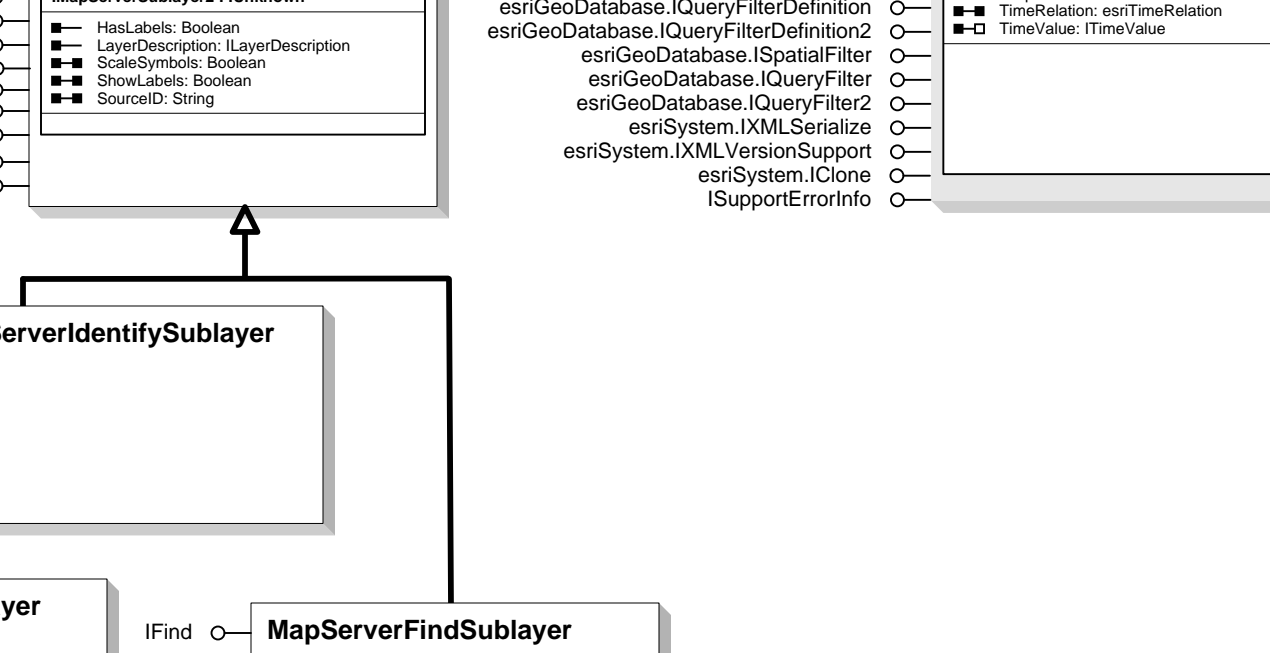 HasLabels: Boolean
LayerDescription: ILayerDescription
ScaleSymbols: Boolean
ShowLabels: Boolean
SourceID: String
esriGeoDatabase.IQueryFilterDefinition
esriGeoDatabase.IQueryFilterDefinition2
esriGeoDatabase.ISpatialFilter
esriGeoDatabase.IQueryFilter
esriGeoDatabase.IQueryFilter2
esriSystem.IXMLSerialize
esriSystem.IXMLVersionSupport
esriSystem.IClone
ISupportErrorInfo
TimeRelation: esriTimeRelation
TimeValue: ITimeValue
erverIdentifySublayer
yer
IFind
MapServerFindSublayer